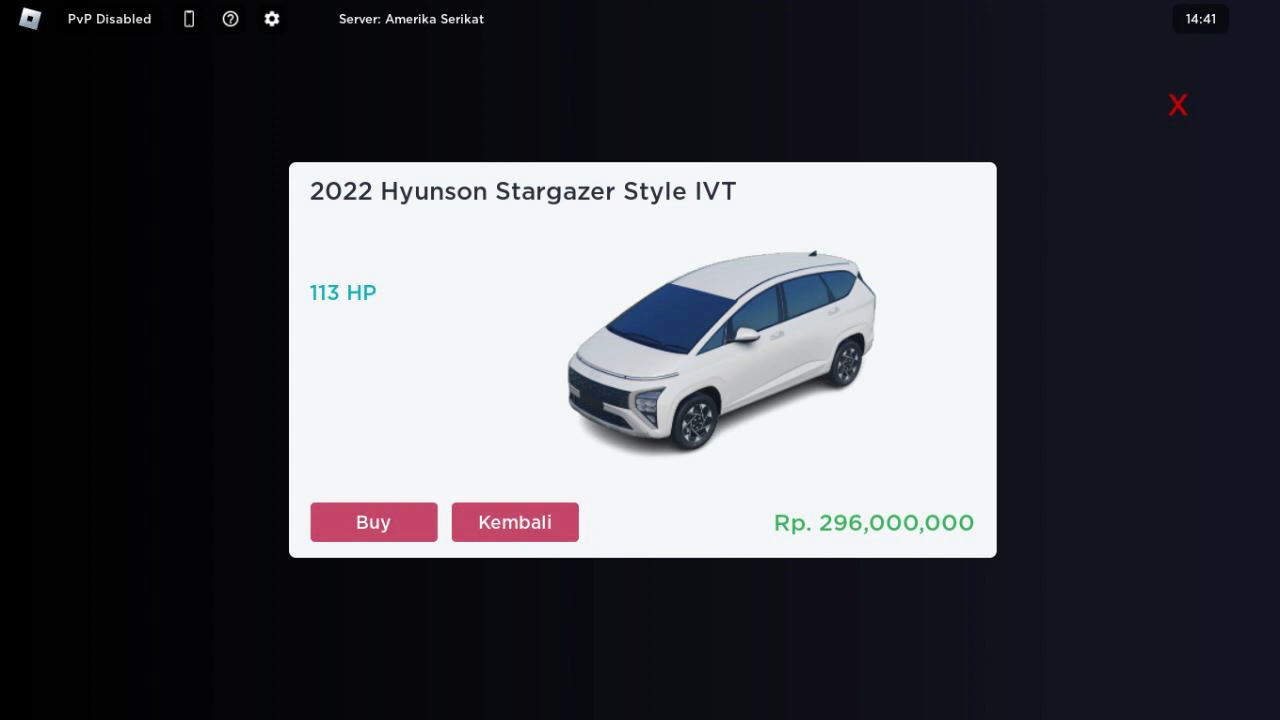 PvP Disabled
Server: Amerika Serikat
14:41
X
2022 Hyunson Stargazer Style IVT
113 HP
Buy
Kembali
Rp. 296,000,000